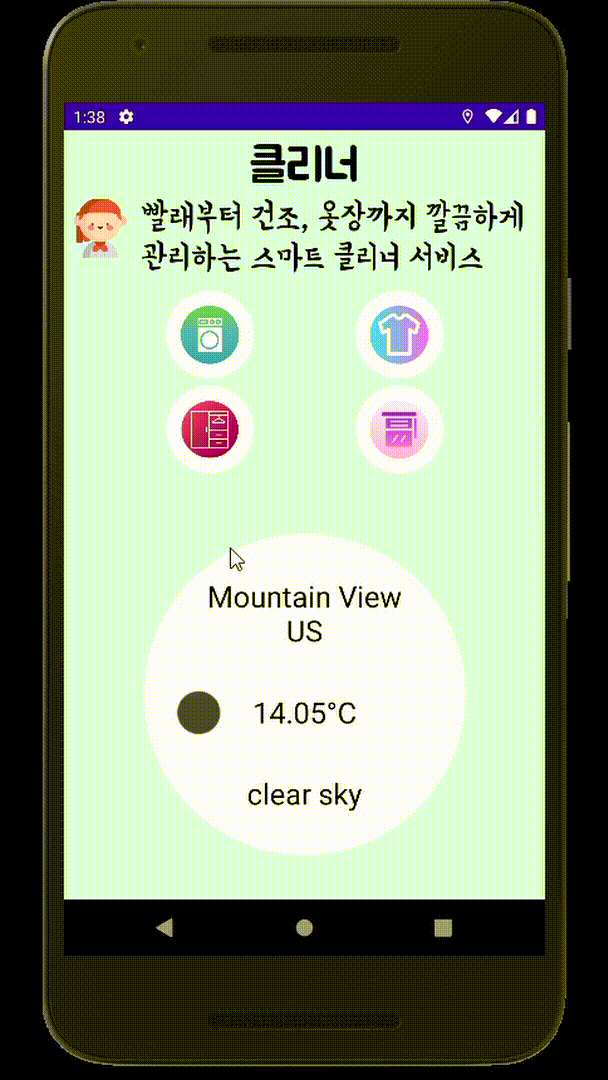 1:38
클리너
빨래부터 건조, 옷장까지 깔끔하게
관리하는 스마트 클리너 서비스
Mountain View
US
14.05°C
clear sky